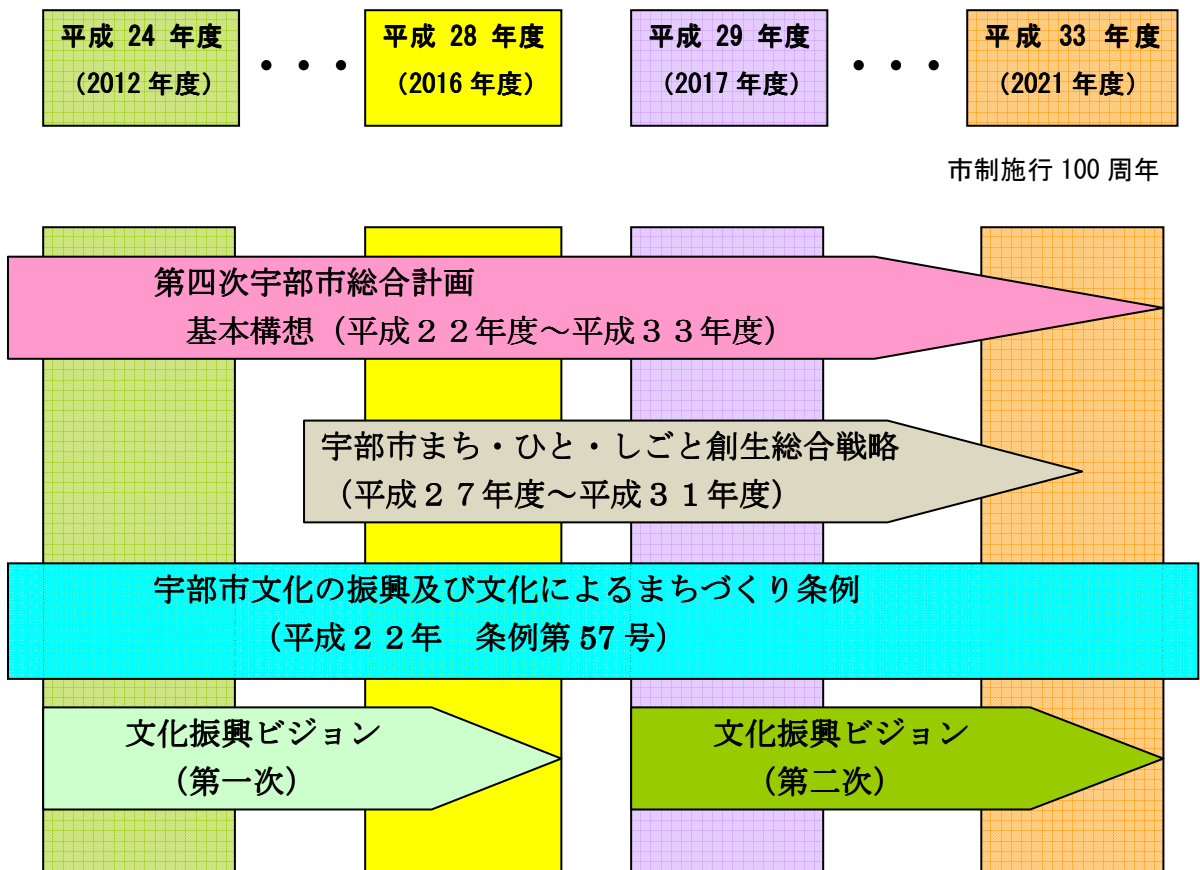 平成 24 年度
（2012 年度）
・・・
平成 28 年度
（2016 年度）
平成 29 年度
（2017 年度）
・・・
平成 33 年度
（2021 年度）
市制施行 100 周年
第四次宇部市総合計画
基本構想（平成２２年度～平成３３年度）
宇部市まち・ひと・しごと創生総合戦略
（平成２７年度～平成３１年度）
宇部市文化の振興及び文化によるまちづくり条例
（平成２２年　条例第 57 号）
文化振興ビジョン
（第一次）
文化振興ビジョン
（第二次）